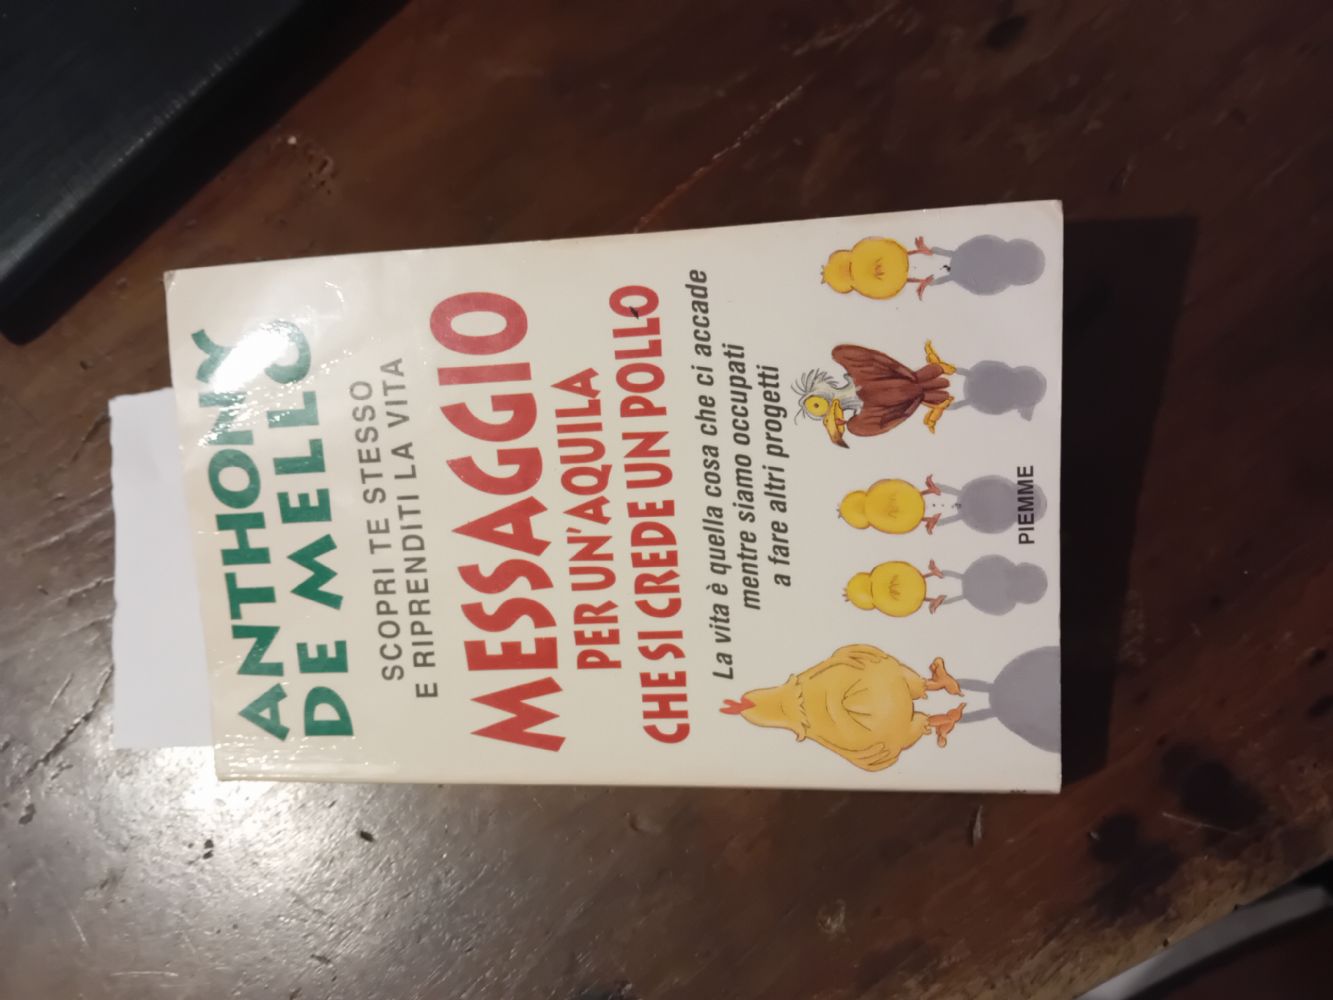 ANTHONY
DE MELLO
SCOPRI TE STESSO
E RIPRENDITI LA VITA
MESSAGGIO
PER UN'AQUILA
CHE SI CREDE UN POLLO
La vita è quella cosa che ci accade
mentre siamo occupati
a fare altri progetti
PIEMME